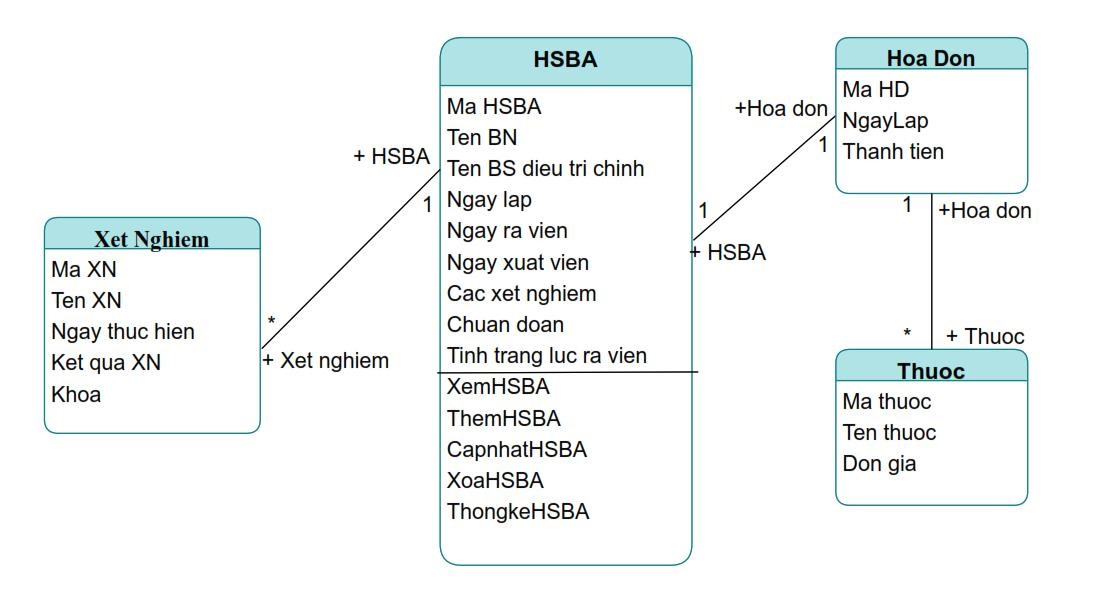 HSBA
Ma HSBA
Ten BN
Ten BS dieu tri chinh
Ngay lap
Ngay ra vien
Ngay xuat vien
Cac xet nghiem
Chuan doan
Tinh trang luc ra vien
XemHSBA
ThemHSBA
CapnhatHSBA
XoaHSBA
ThongkeHSBA
Hoa Don
Ma HD
NgayLap
Thanh tien
+Hoa don
1
1
+ HSBA
+ HSBA
1
*
+ Xet nghiem
Xet Nghiem
Ma XN
Ten XN
Ngay thuc hien
Ket qua XN
Khoa
1
+Hoa don
*
+ Thuoc
Thuoc
Ma thuoc
Ten thuoc
Don gia